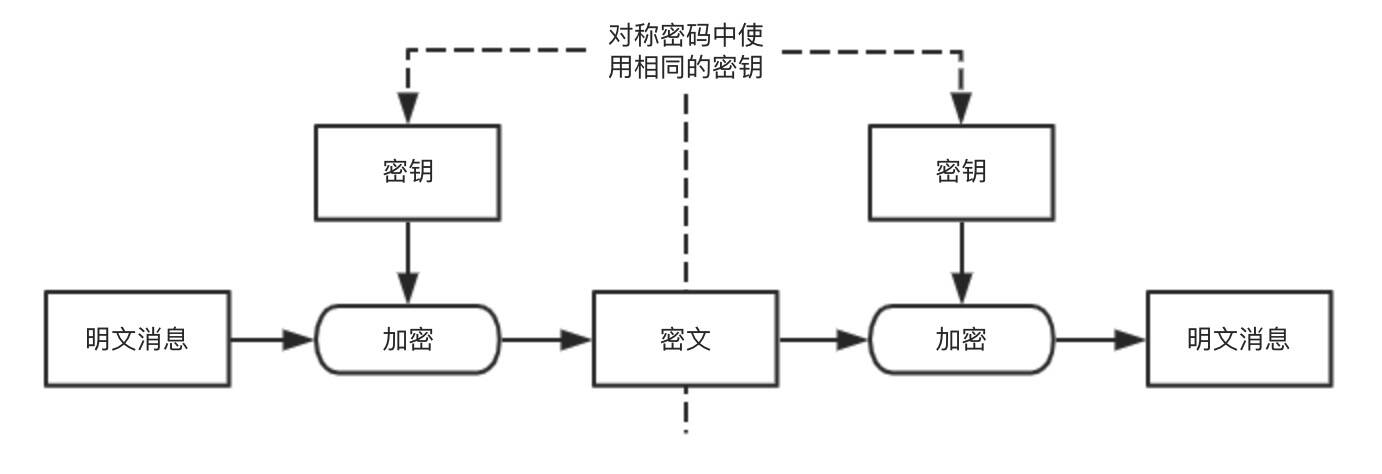 对称密码中使
用相同的密钥
密钥
密钥
明文消息
加密
密文
加密
明文消息